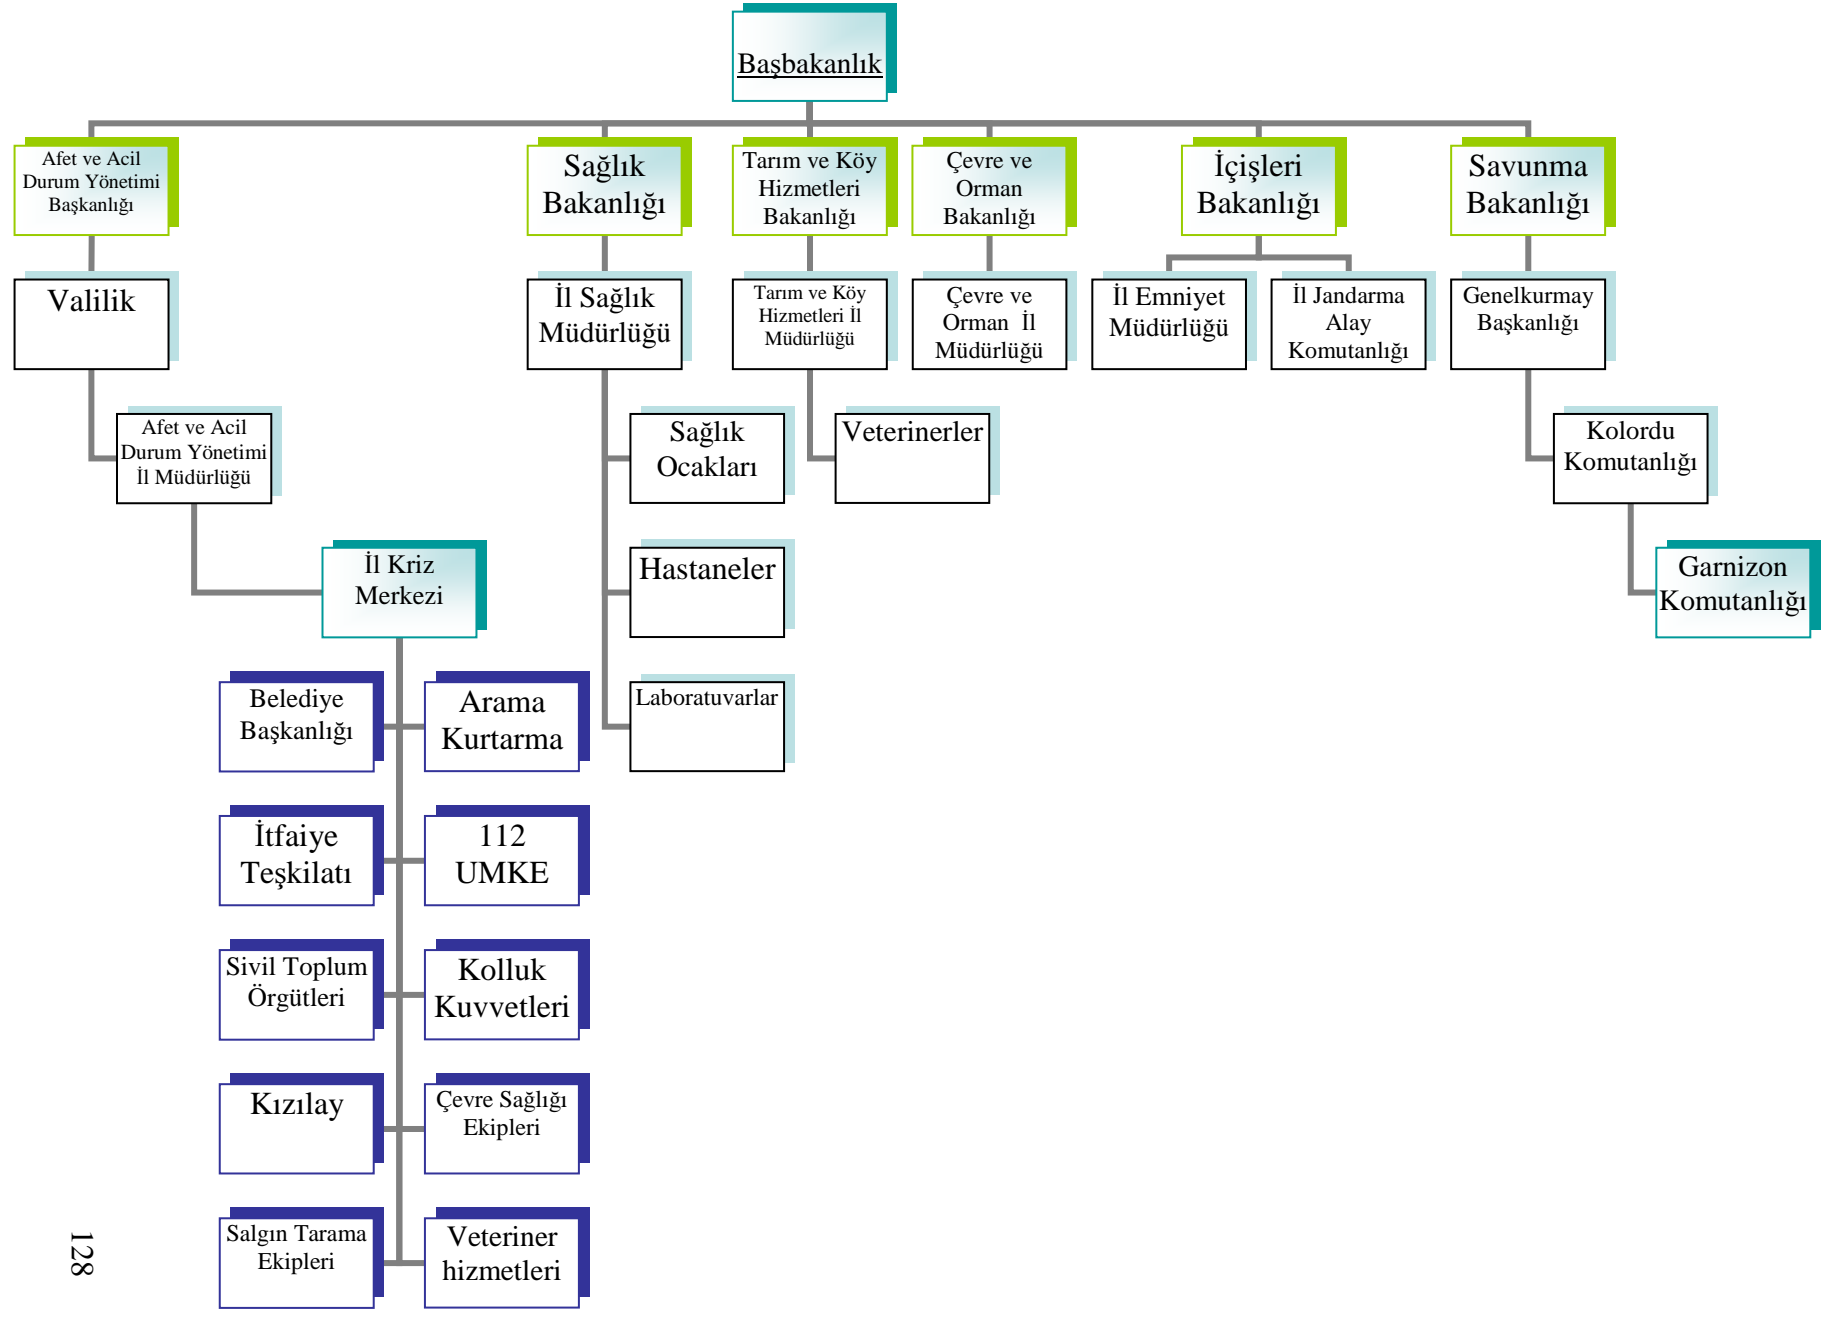 Başbakanlık
Afet ve Acil
Durum Yönetimi
Başkanlığı
Sağlık
Bakanlığı
Tarım ve Köy
Hizmetleri
Bakanlığı
Çevre ve
Orman
Bakanlığı
İçişleri
Bakanlığı
Savunma
Bakanlığı
Valilik
İl Sağlık
Müdürlüğü
Tarım ve Köy
Hizmetleri İl
Müdürlüğü
Çevre ve
Orman İl
Müdürlüğü
İl Emniyet
Müdürlüğü
İl Jandarma
Alay
Komutanlığı
Genelkurmay
Başkanlığı
Afet ve Acil
Durum Yönetimi
İl Müdürlüğü
Sağlık
Ocakları
Veterinerler
Kolordu
Komutanlığı
İl Kriz
Merkezi
Hastaneler
Garnizon
Komutanlığı
Belediye
Başkanlığı
Arama
Kurtarma
Laboratuvarlar
İtfaiye
Teşkilatı
112
UMKE
Sivil Toplum
Örgütleri
Kolluk
Kuvvetleri
Kızılay
Çevre Sağlığı
Ekipleri
Salgın Tarama
Ekipleri
Veteriner
hizmetleri
128